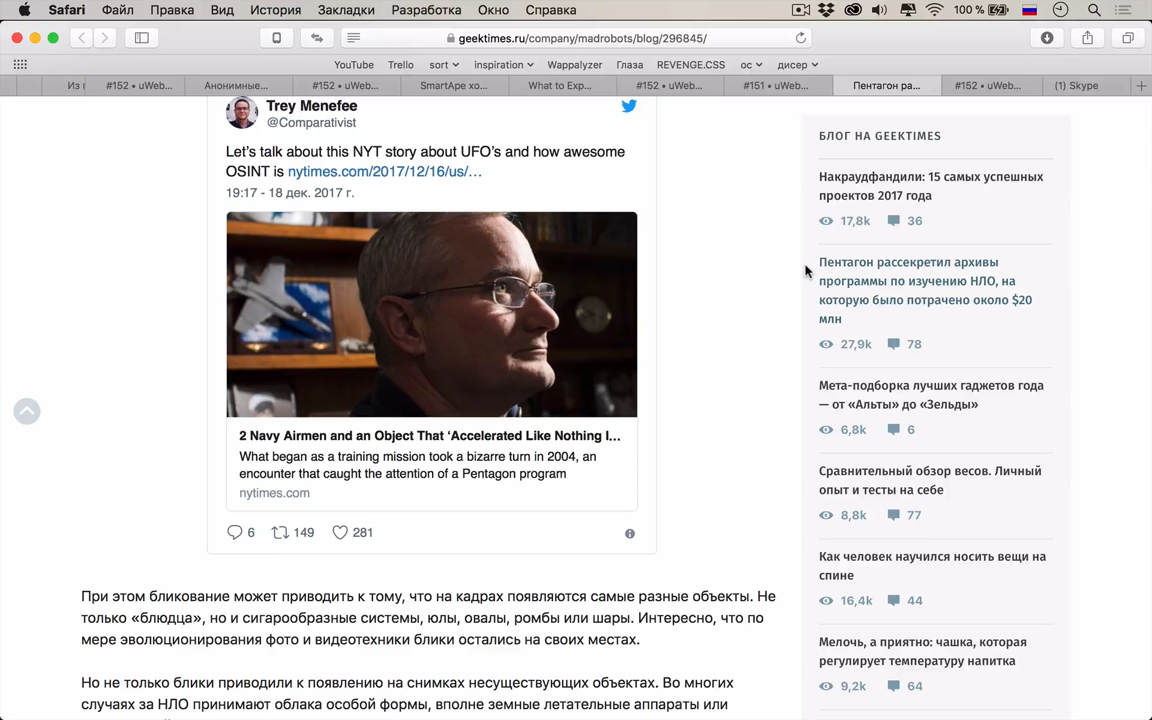 Safari Файл Правка Вид История Закладки Разработка Окно Справка 100 %
geektimes.ru/company/madrobots/blog/296845/
YouTube Trello sort inspiration Wappalyzer Глаза REVENGE.CSS ос дисер
Из г #152 • uWeb... Анонимные... #152 • uWeb... SmartApe хо... What to Exp... #152 • uWeb... #151 • uWeb... Пентагон ра... #152 • uWeb... (1) Skype
Trey Menefee
@Comparativist
Let's talk about this NYT story about UFO's and how awesome
OSINT is nytimes.com/2017/12/16/us/…
19:17 - 18 дек. 2017 г.
2 Navy Airmen and an Object That ‘Accelerated Like Nothing I...
What began as a training mission took a bizarre turn in 2004, an
encounter that caught the attention of a Pentagon program
nytimes.com
6 149 281
При этом бликование может приводить к тому, что на кадрах появляются самые разные объекты. Не
только «блюдца», но и сигарообразные системы, юлы, овалы, ромбы или шары. Интересно, что по
мере эволюционирования фото и видеотехники блики остались на своих местах.
Но не только блики приводили к появлению на снимках несуществующих объектах. Во многих
случаях за НЛО принимают облака особой формы, вполне земные летательные аппараты или
БЛОГ НА GEEKTIMES
Накраудфандили: 15 самых успешных
проектов 2017 года
17,8k 36
Пентагон рассекретил архивы
программы по изучению НЛО, на
которую было потрачено около $20
млн
27,9k 78
Мета-подборка лучших гаджетов года
— от «Альты» до «Зельды»
6,8k 6
Сравнительный обзор весов. Личный
опыт и тесты на себе
8,8k 77
Как человек научился носить вещи на
спине
16,4k 44
Мелочь, а приятно: чашка, которая
регулирует температуру напитка
9,2k 64